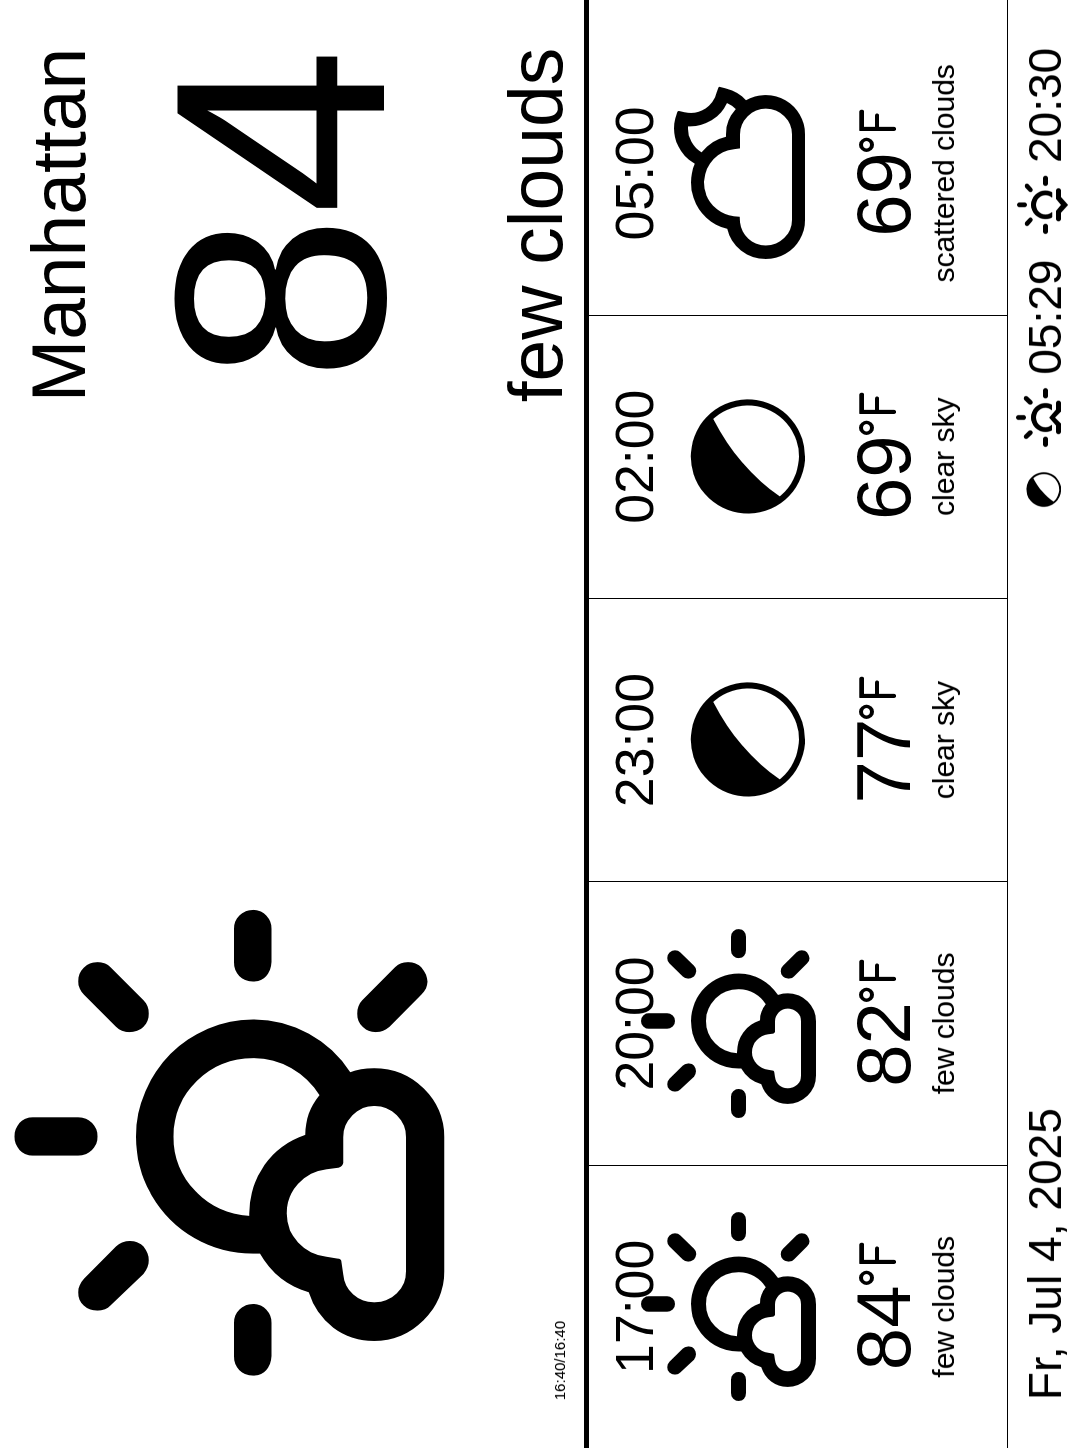 Manhattan
84
few clouds
16:40/16:40
17:00 20:00 23:00 02:00 05:00
84°F 82°F 77°F 69°F 69°F
few clouds few clouds clear sky clear sky scattered clouds
Fr, Jul 4, 2025 05:29 20:30